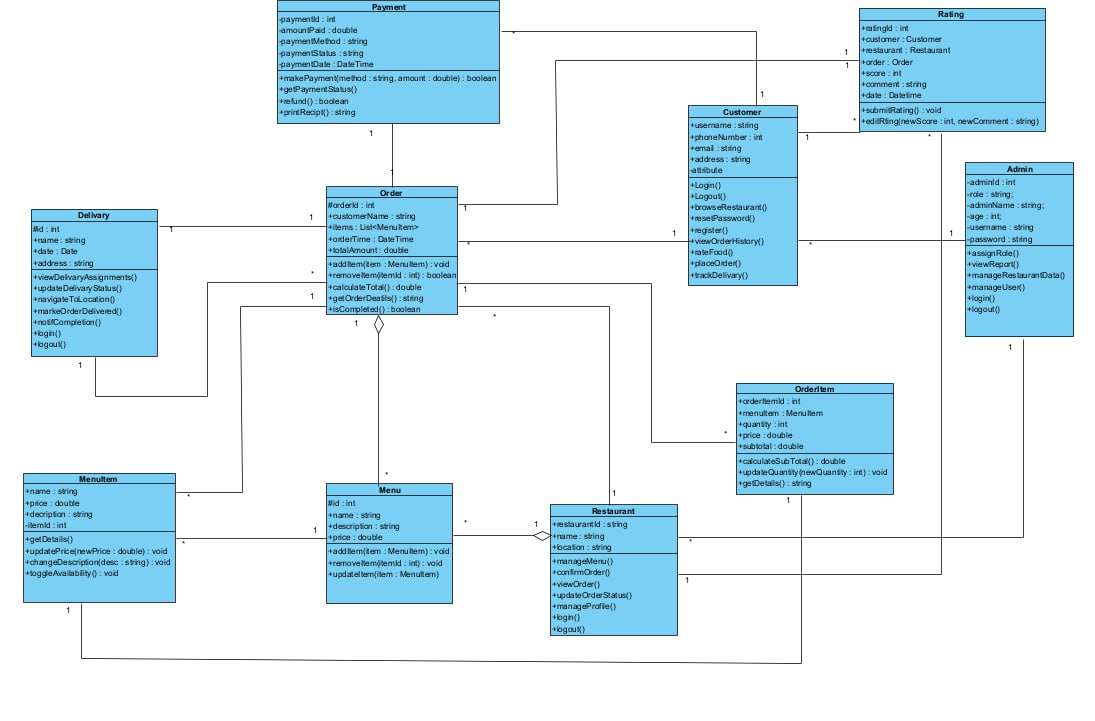 Payment
-paymentId : int
-amountPaid : double
-paymentMethod : string
-paymentStatus : string
-paymentDate : DateTime
+makePayment(method : string, amount : double) : boolean
+getPaymentStatus()
+refund() : boolean
+printRecipt() : string
*
1
1
1
Rating
+ratingId : int
+customer : Customer
+restaurant : Restaurant
+order : Order
+score : int
+comment : string
+date : Datetime
+submitRating() : void
+editRting(newScore : int, newComment : string)
1
1
*
1
*
Customer
+username : string
+phoneNumber : int
+email : string
+address : string
-attribute
+Login()
+Logout()
+browseRestaurant()
+resetPassword()
+register()
+viewOrderHistory()
+rateFood()
+placeOrder()
+trackDelivary()
1
*
1
Admin
-adminId : int
-role : string;
-adminName : string;
-age : int;
-username : string
-password : string
+assignRole()
+viewReport()
+manageRestaurantData()
+manageUser()
+login()
+logout()
1
Order
#orderId : int
+customerName : string
+items : List<MenuItem>
+orderTime : DateTime
+totalAmount : double
+addItem(item : MenuItem) : void
+removeItem(itemId : int) : boolean
+calculateTotal() : double
+getOrderDeatils() : string
+isCompleted() : boolean
1
*
1
*
1
*
1
1
Delivary
#id : int
+name : string
+date : Date
+address : string
+viewDelivaryAssignments()
+updateDelivaryStatus()
+navigateToLocation()
+markeOrderDelivered()
+notifCompletion()
+login()
+logout()
1
1
OrderItem
+orderItemId : int
+menuItem : MenuItem
+quantity : int
+price : double
+subtotal : double
+calculateSubTotal() : double
+updateQuantity(newQuantity : int) : void
+getDetails() : string
*
1
MenuItem
+name : string
+price : double
+decription : string
-itemId : int
+getDetails()
+updatePrice(newPrice : double) : void
+changeDescription(desc : string) : void
+toggleAvailability() : void
*
*
1
1
Menu
#id : int
+name : string
+description : string
+price : double
+addItem(item : MenuItem) : void
+removeItem(itemId : int) : void
+updateItem(item : MenuItem)
*
*
1
Restaurant
+restaurantId : string
+name : string
+location : string
+manageMenu()
+confirmOrder()
+viewOrder()
+updateOrderStatus()
+manageProfile()
+login()
+logout()
1
*
1